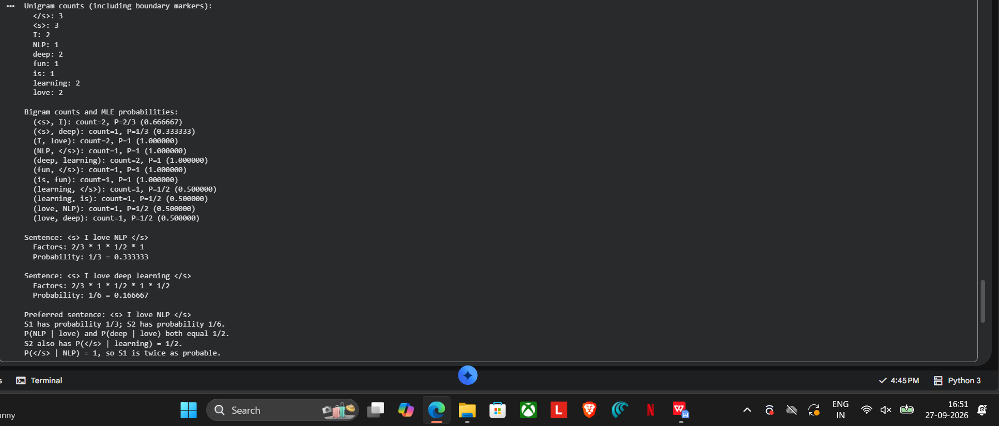 Unigram counts (including boundary markers):
</s>: 3
<s>: 3
I: 2
NLP: 1
deep: 2
fun: 1
is: 1
learning: 2
love: 2
Bigram counts and MLE probabilities:
(<s>, I): count=2, P=2/3 (0.666667)
(<s>, deep): count=1, P=1/3 (0.333333)
(I, love): count=2, P=1 (1.000000)
(NLP, </s>): count=1, P=1 (1.000000)
(deep, learning): count=2, P=1 (1.000000)
(fun, </s>): count=1, P=1 (1.000000)
(is, fun): count=1, P=1 (1.000000)
(learning, </s>): count=1, P=1/2 (0.500000)
(learning, is): count=1, P=1/2 (0.500000)
(love, NLP): count=1, P=1/2 (0.500000)
(love, deep): count=1, P=1/2 (0.500000)
Sentence: <s> I love NLP </s>
Factors: 2/3 * 1 * 1/2 * 1
Probability: 1/3 = 0.333333
Sentence: <s> I love deep learning </s>
Factors: 2/3 * 1 * 1/2 * 1 * 1/2
Probability: 1/6 = 0.166667
Preferred sentence: <s> I love NLP </s>
S1 has probability 1/3; S2 has probability 1/6.
P(NLP | love) and P(deep | love) both equal 1/2.
S2 also has P(</s> | learning) = 1/2.
P(</s> | NLP) = 1, so S1 is twice as probable.
s Terminal 4:45 PM Python 3
unny
Search
L
N
W
ENG
IN
16:51
27-09-2026